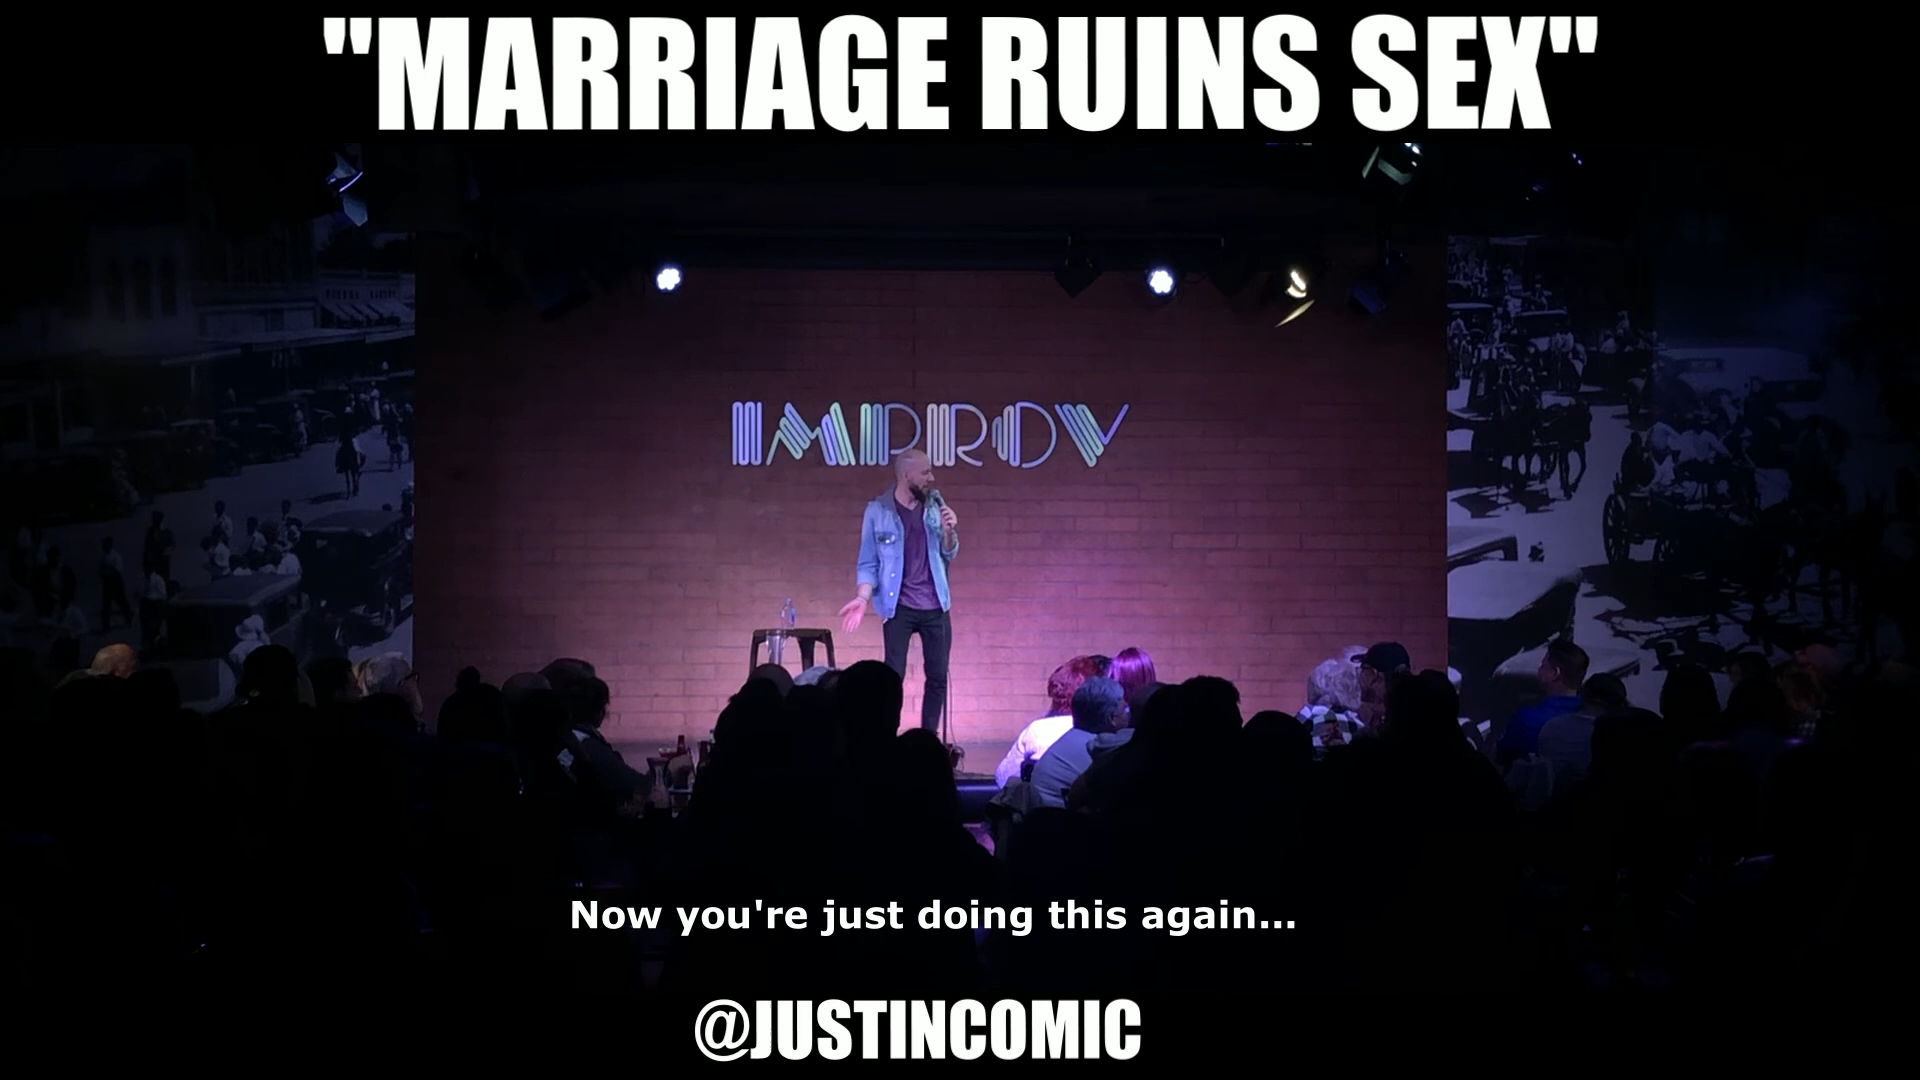 "MARRIAGE RUINS SEX"
IMPROV
Now you're just doing this again...
@JUSTINCOMIC